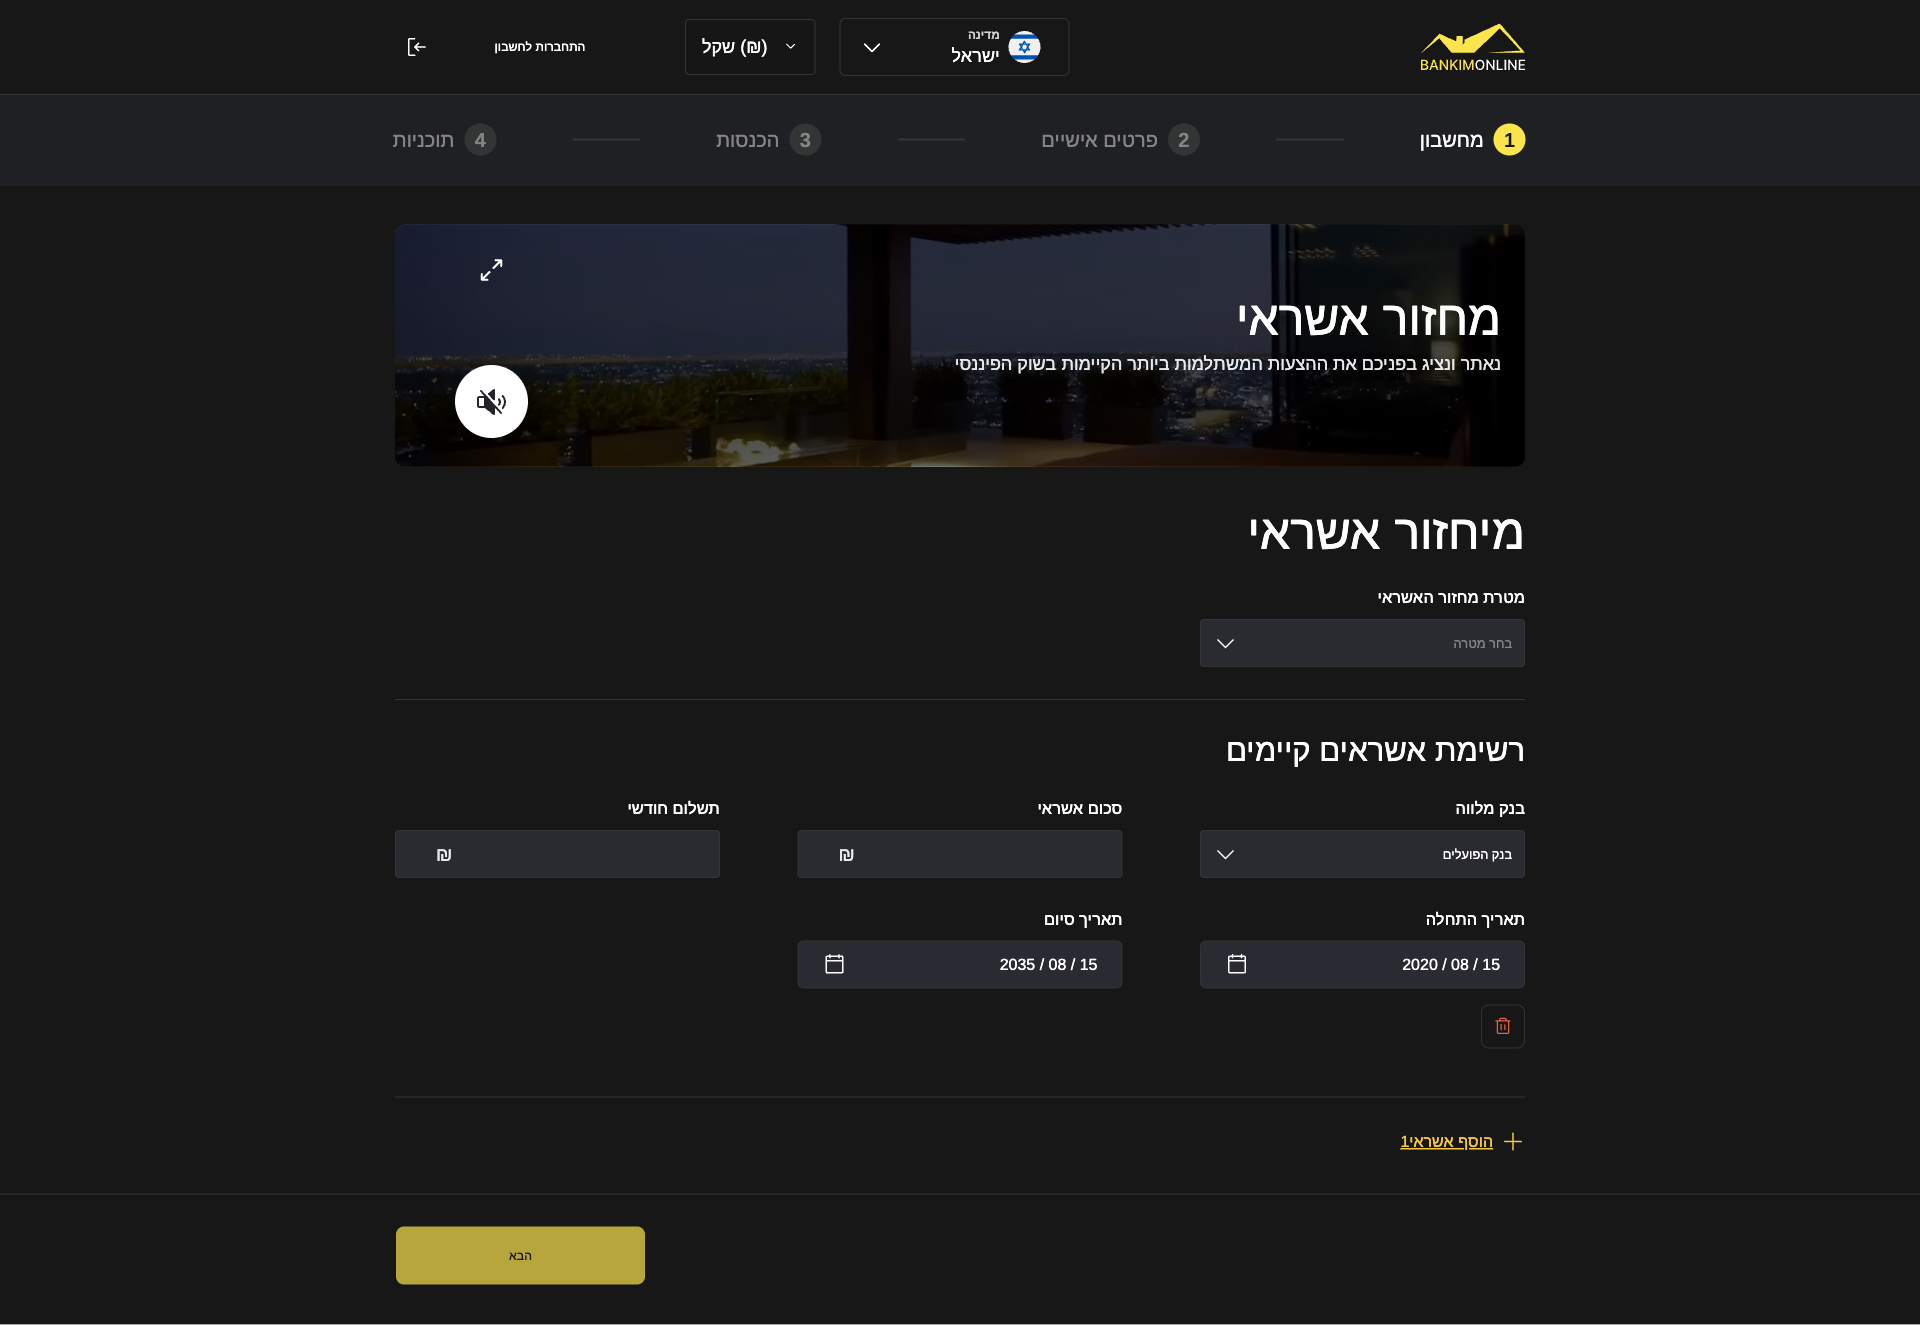 BANKIMONLINE
מדינה
ישראל
(₪) שקל
התחברות לחשבון
1 מחשבון
2 פרטים אישיים
3 הכנסות
4 תוכניות
מחזור אשראי
נאתר ונציג בפניכם את ההצעות המשתלמות ביותר הקיימות בשוק הפיננסי
מיחזור אשראי
מטרת מחזור האשראי
בחר מטרה
רשימת אשראים קיימים
בנק מלווה
סכום אשראי
תשלום חודשי
בנק הפועלים
₪
₪
תאריך התחלה
תאריך סיום
15 / 08 / 2020
15 / 08 / 2035
הוסף אשראי1
הבא